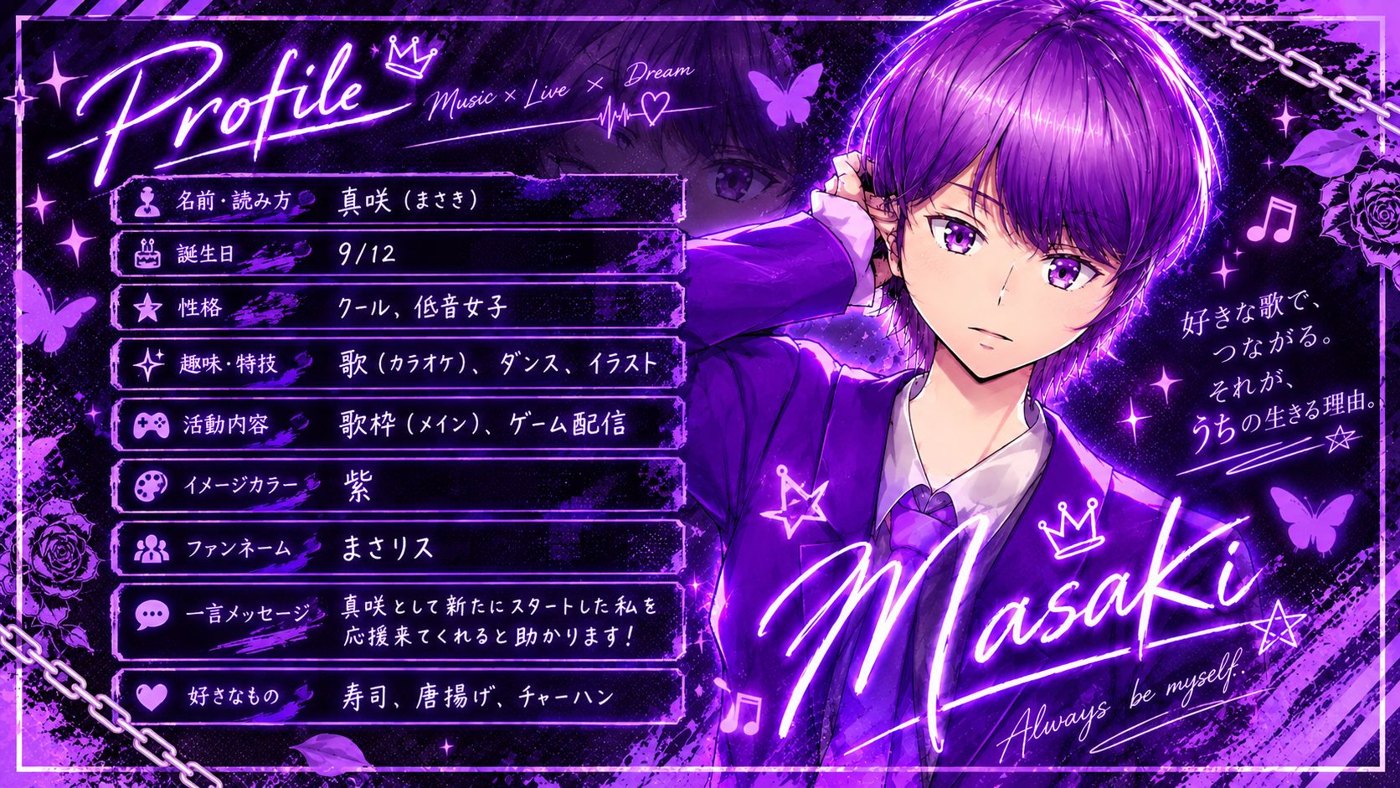 Profile
Music × Live × Dream
名前・読み方 真咲（まさき）
誕生日 9/12
性格 クール、低音女子
趣味・特技 歌（カラオケ）、ダンス、イラスト
活動内容 歌枠（メイン）、ゲーム配信
イメージカラー 紫
ファンネーム まさリス
一言メッセージ 真咲として新たにスタートした私を
応援来てくれると助かります！
好さなもの 寿司、唐揚げ、チャーハン
好きな歌で、
つながる。
それが、
うちの生きる理由。
Masaki
Always be myself..